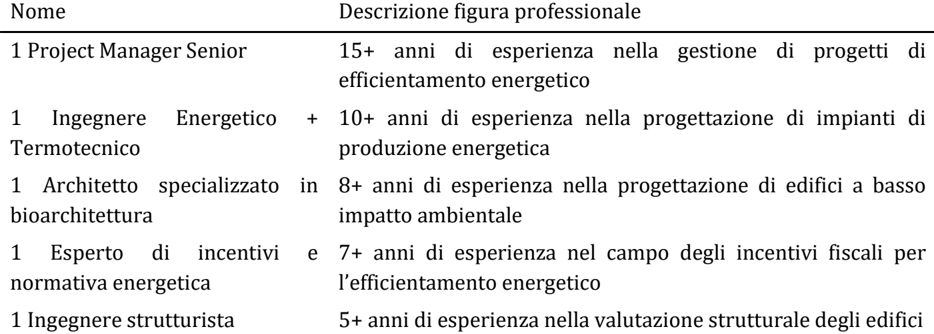 Nome Descrizione figura professionale
1 Project Manager Senior 15+ anni di esperienza nella gestione di progetti di
efficientamento energetico
1 Ingegnere Energetico + 10+ anni di esperienza nella progettazione di impianti di
Termotecnico produzione energetica
1 Architetto specializzato in 8+ anni di esperienza nella progettazione di edifici a basso
bioarchitettura impatto ambientale
1 Esperto di incentivi e 7+ anni di esperienza nel campo degli incentivi fiscali per
normativa energetica l’efficientamento energetico
1 Ingegnere strutturista 5+ anni di esperienza nella valutazione strutturale degli edifici